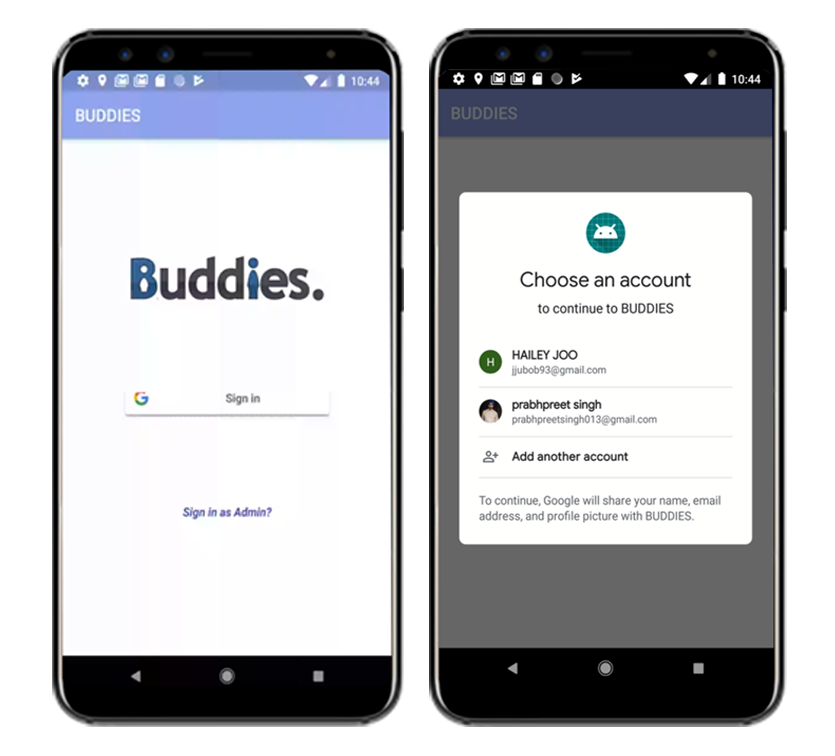 10:44
BUDDIES
Buddies.
Sign in
Sign in as Admin?
10:44
BUDDIES
Choose an account
to continue to BUDDIES
H
HAILEY JOO
jjubob93@gmail.com
prabhpreet singh
prabhpreetsingh013@gmail.com
Add another account
To continue, Google will share your name, email
address, and profile picture with BUDDIES.